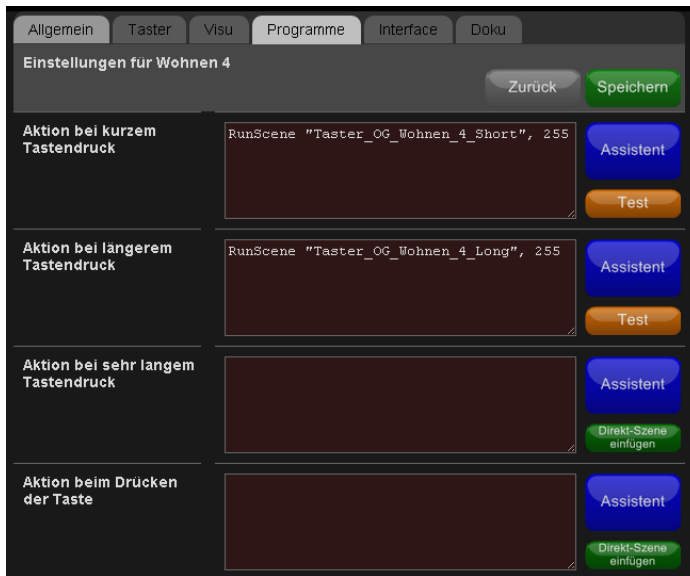 Allgemein Taster Visu Programme Interface Doku
Einstellungen für Wohnen 4
Zurück Speichern
Aktion bei kurzem
Tastendruck
RunScene "Taster_OG_Wohnen_4_Short", 255
Assistent
Test
Aktion bei längerem
Tastendruck
RunScene "Taster_OG_Wohnen_4_Long", 255
Assistent
Test
Aktion bei sehr langem
Tastendruck
Assistent
Direkt-Szene
einfügen
Aktion beim Drücken
der Taste
Assistent
Direkt-Szene
einfügen